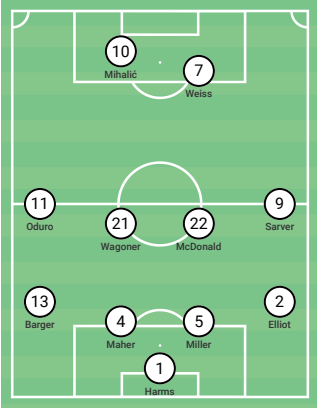 10
Mihalić
7
Weiss
11
Oduro
9
Sarver
21
Wagoner
22
McDonald
13
Barger
2
Elliot
4
Maher
5
Miller
1
Harms